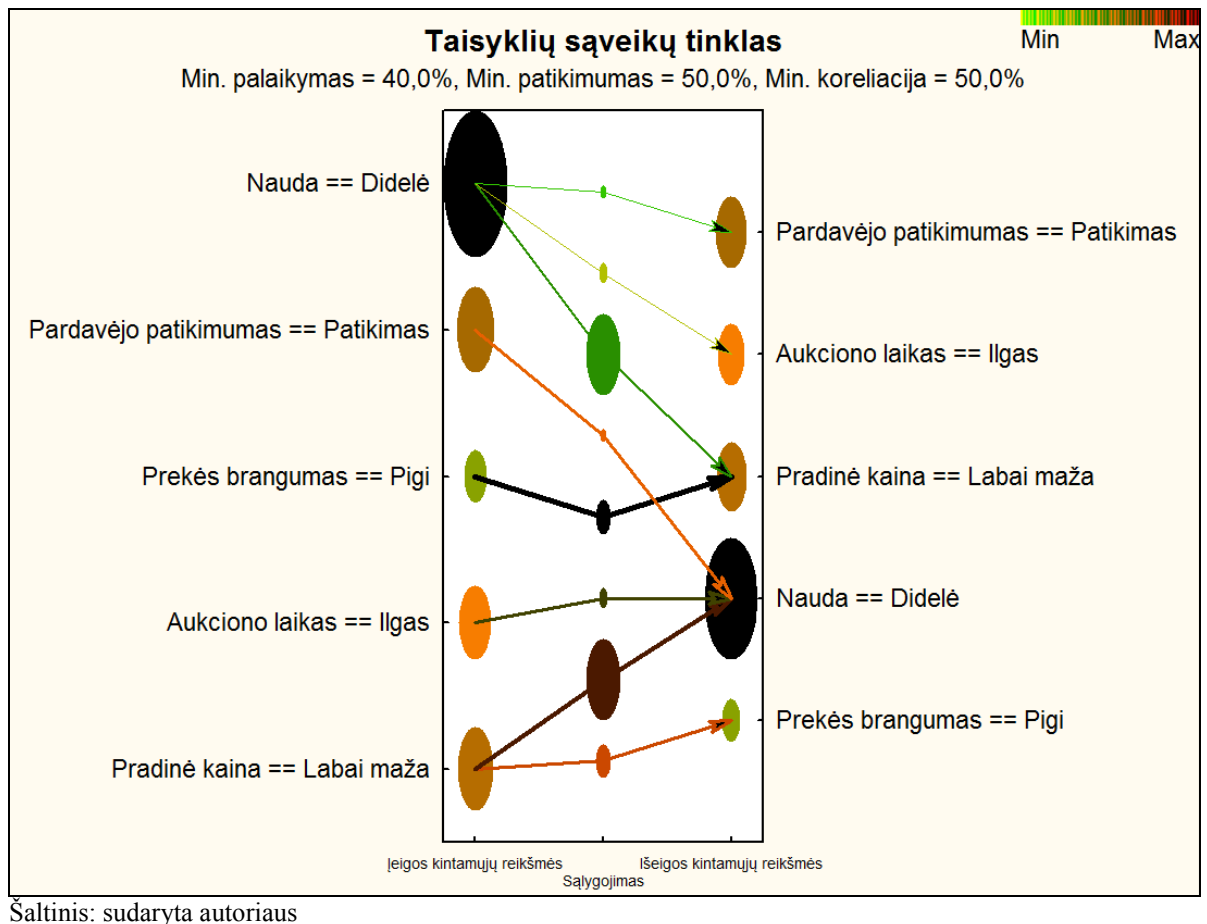 Taisyklių sąveikų tinklas
Min Max
Min. palaikymas = 40,0%, Min. patikimumas = 50,0%, Min. koreliacija = 50,0%
Nauda == Didelė
Pardavėjo patikimumas == Patikimas
Prekės brangumas == Pigi
Aukciono laikas == Ilgas
Pradinė kaina == Labai maža
Pardavėjo patikimumas == Patikimas
Aukciono laikas == Ilgas
Pradinė kaina == Labai maža
Nauda == Didelė
Prekės brangumas == Pigi
Įeigos kintamųjų reikšmės
Išeigos kintamųjų reikšmės
Sąlygojimas
Šaltinis: sudaryta autoriaus